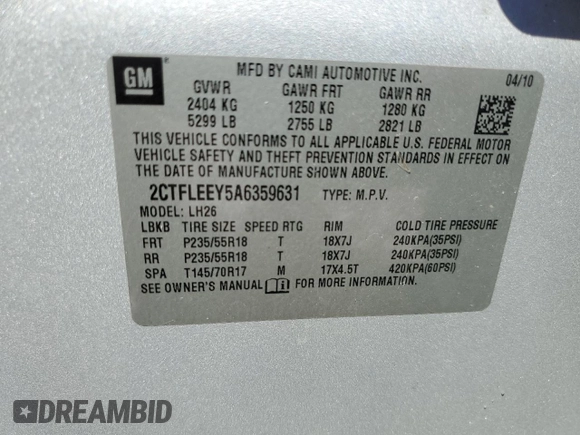 GM
MFD BY CAMI AUTOMOTIVE INC. 04/10
GVWR GAWR FRT GAWR RR
2404 KG 1250 KG 1280 KG
5299 LB 2755 LB 2821 LB
THIS VEHICLE CONFORMS TO ALL APPLICABLE U.S. FEDERAL MOTOR
VEHICLE SAFETY AND THEFT PREVENTION STANDARDS IN EFFECT ON
THE DATE OF MANUFACTURE SHOWN ABOVE.
2CTFLEEY5A6359631 TYPE: M.P.V.
MODEL: LH26
LBKB TIRE SIZE SPEED RTG RIM COLD TIRE PRESSURE
FRT P235/55R18 T 18X7J 240KPA(35PSI)
RR P235/55R18 T 18X7J 240KPA(35PSI)
SPA T145/70R17 M 17X4.5T 420KPA(60PSI)
SEE OWNER'S MANUAL FOR MORE INFORMATION.
DREAMBID